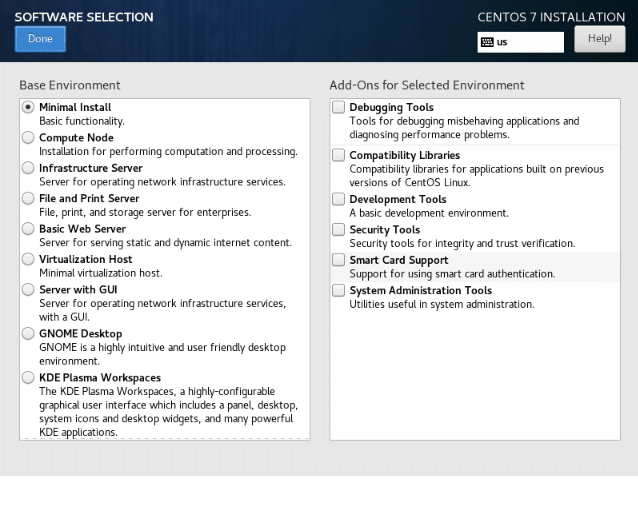 SOFTWARE SELECTION
CENTOS 7 INSTALLATION
Done
us
Help!
Base Environment
Minimal Install
Basic functionality.
Compute Node
Installation for performing computation and processing.
Infrastructure Server
Server for operating network infrastructure services.
File and Print Server
File, print, and storage server for enterprises.
Basic Web Server
Server for serving static and dynamic internet content.
Virtualization Host
Minimal virtualization host.
Server with GUI
Server for operating network infrastructure services,
with a GUI.
GNOME Desktop
GNOME is a highly intuitive and user friendly desktop
environment.
KDE Plasma Workspaces
The KDE Plasma Workspaces, a highly-configurable
graphical user interface which includes a panel, desktop,
system icons and desktop widgets, and many powerful
KDE applications.
Add-Ons for Selected Environment
Debugging Tools
Tools for debugging misbehaving applications and
diagnosing performance problems.
Compatibility Libraries
Compatibility libraries for applications built on previous
versions of CentOS Linux.
Development Tools
A basic development environment.
Security Tools
Security tools for integrity and trust verification.
Smart Card Support
Support for using smart card authentication.
System Administration Tools
Utilities useful in system administration.